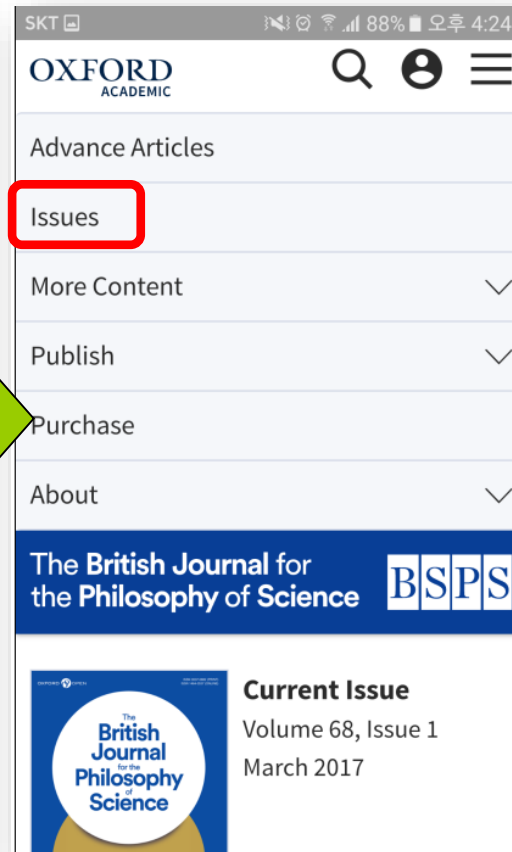 SKT 88% 오후 4:24
OXFORD
ACADEMIC
Advance Articles
Issues
More Content
Publish
Purchase
About
The British Journal for
the Philosophy of Science
BSPS
Current Issue
Volume 68, Issue 1
March 2017
The
British
Journal
for the
Philosophy
of
Science